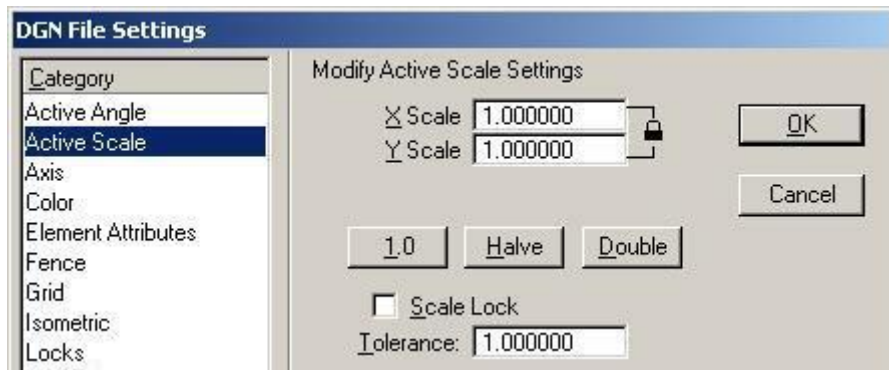 DGN File Settings
Category
Active Angle
Active Scale
Axis
Color
Element Attributes
Fence
Grid
Isometric
Locks
Modify Active Scale Settings
X Scale 1.000000
Y Scale 1.000000
OK
Cancel
1.0 Halve Double
Scale Lock
Tolerance: 1.000000